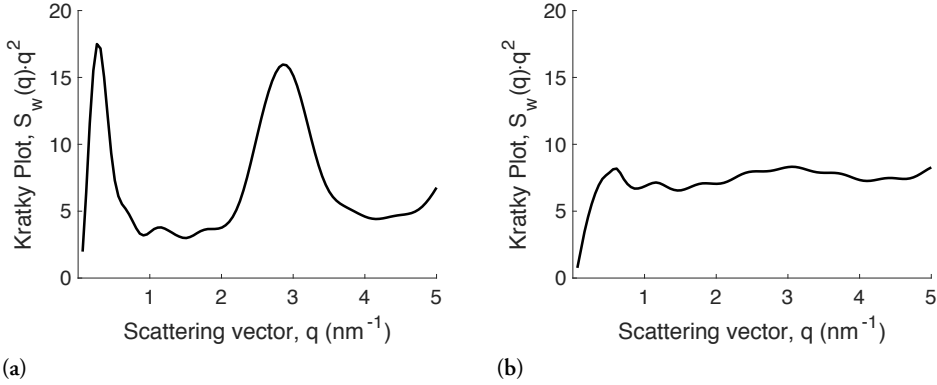 20
15
10
5
0
Kratky Plot, S_w(q)·q^2
1 2 3 4 5
Scattering vector, q (nm^-1)
(a)
20
15
10
5
0
Kratky Plot, S_w(q)·q^2
1 2 3 4 5
Scattering vector, q (nm^-1)
(b)